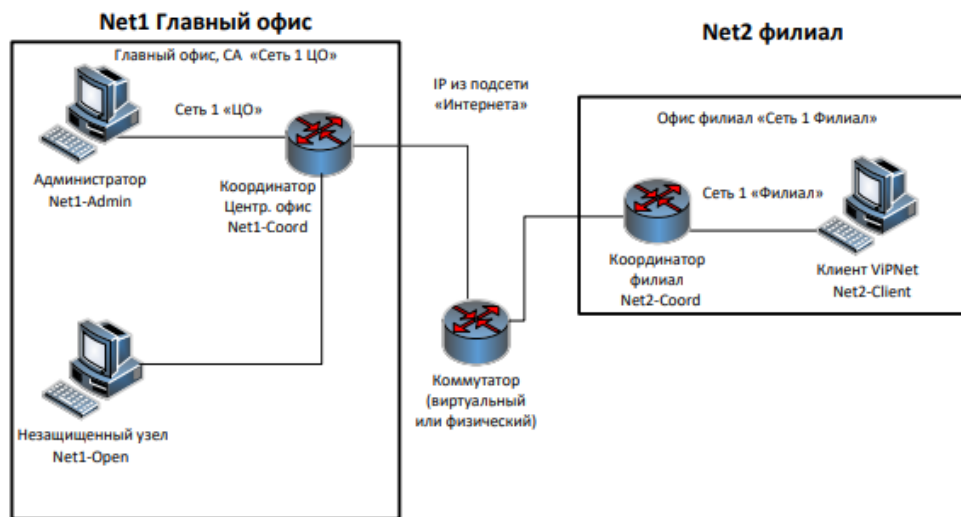 Net1 Главный офис
Net2 филиал
Главный офис, СА «Сеть 1 ЦО»
Сеть 1 «ЦО»
Администратор
Net1-Admin
Координатор
Центр. офис
Net1-Coord
Незащищенный узел
Net1-Open
IP из подсети
«Интернета»
Коммутатор
(виртуальный
или физический)
Офис филиал «Сеть 1 Филиал»
Сеть 1 «Филиал»
Координатор
филиал
Net2-Coord
Клиент ViPNet
Net2-Client